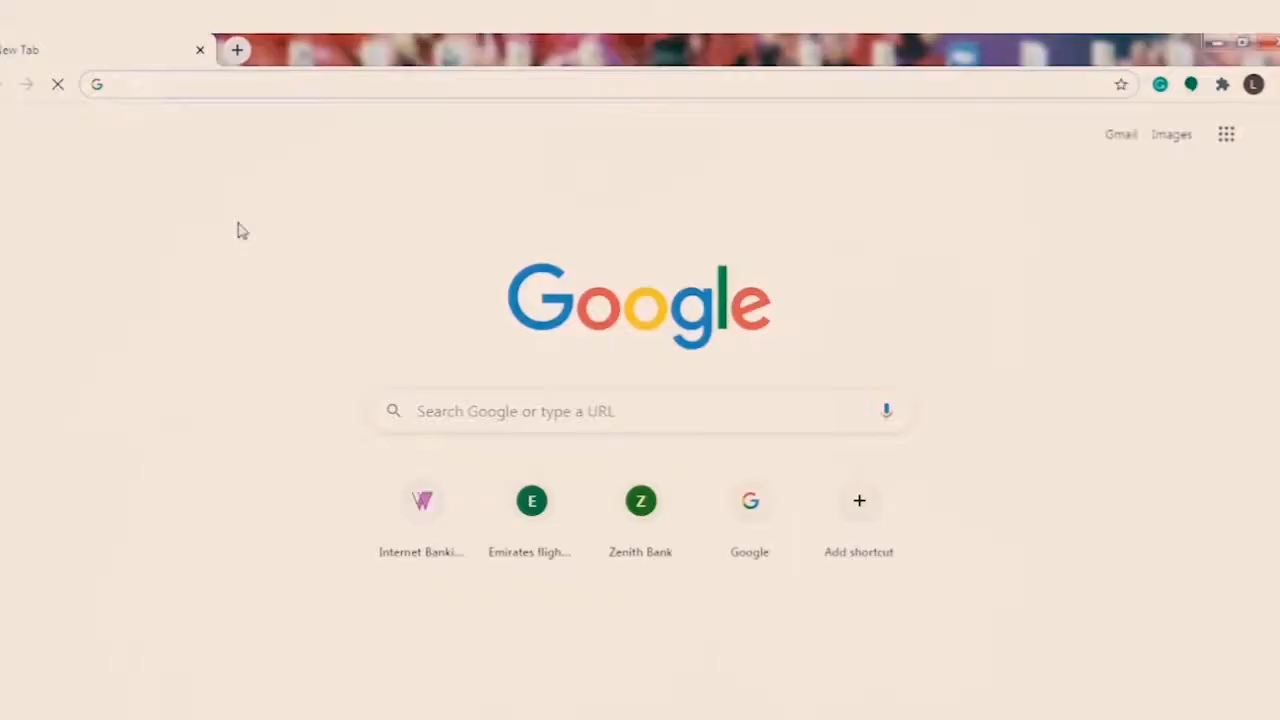 New Tab
L
Gmail Images
Google
Search Google or type a URL
E
Z
Internet Banki...
Emirates fligh...
Zenith Bank
Google
Add shortcut